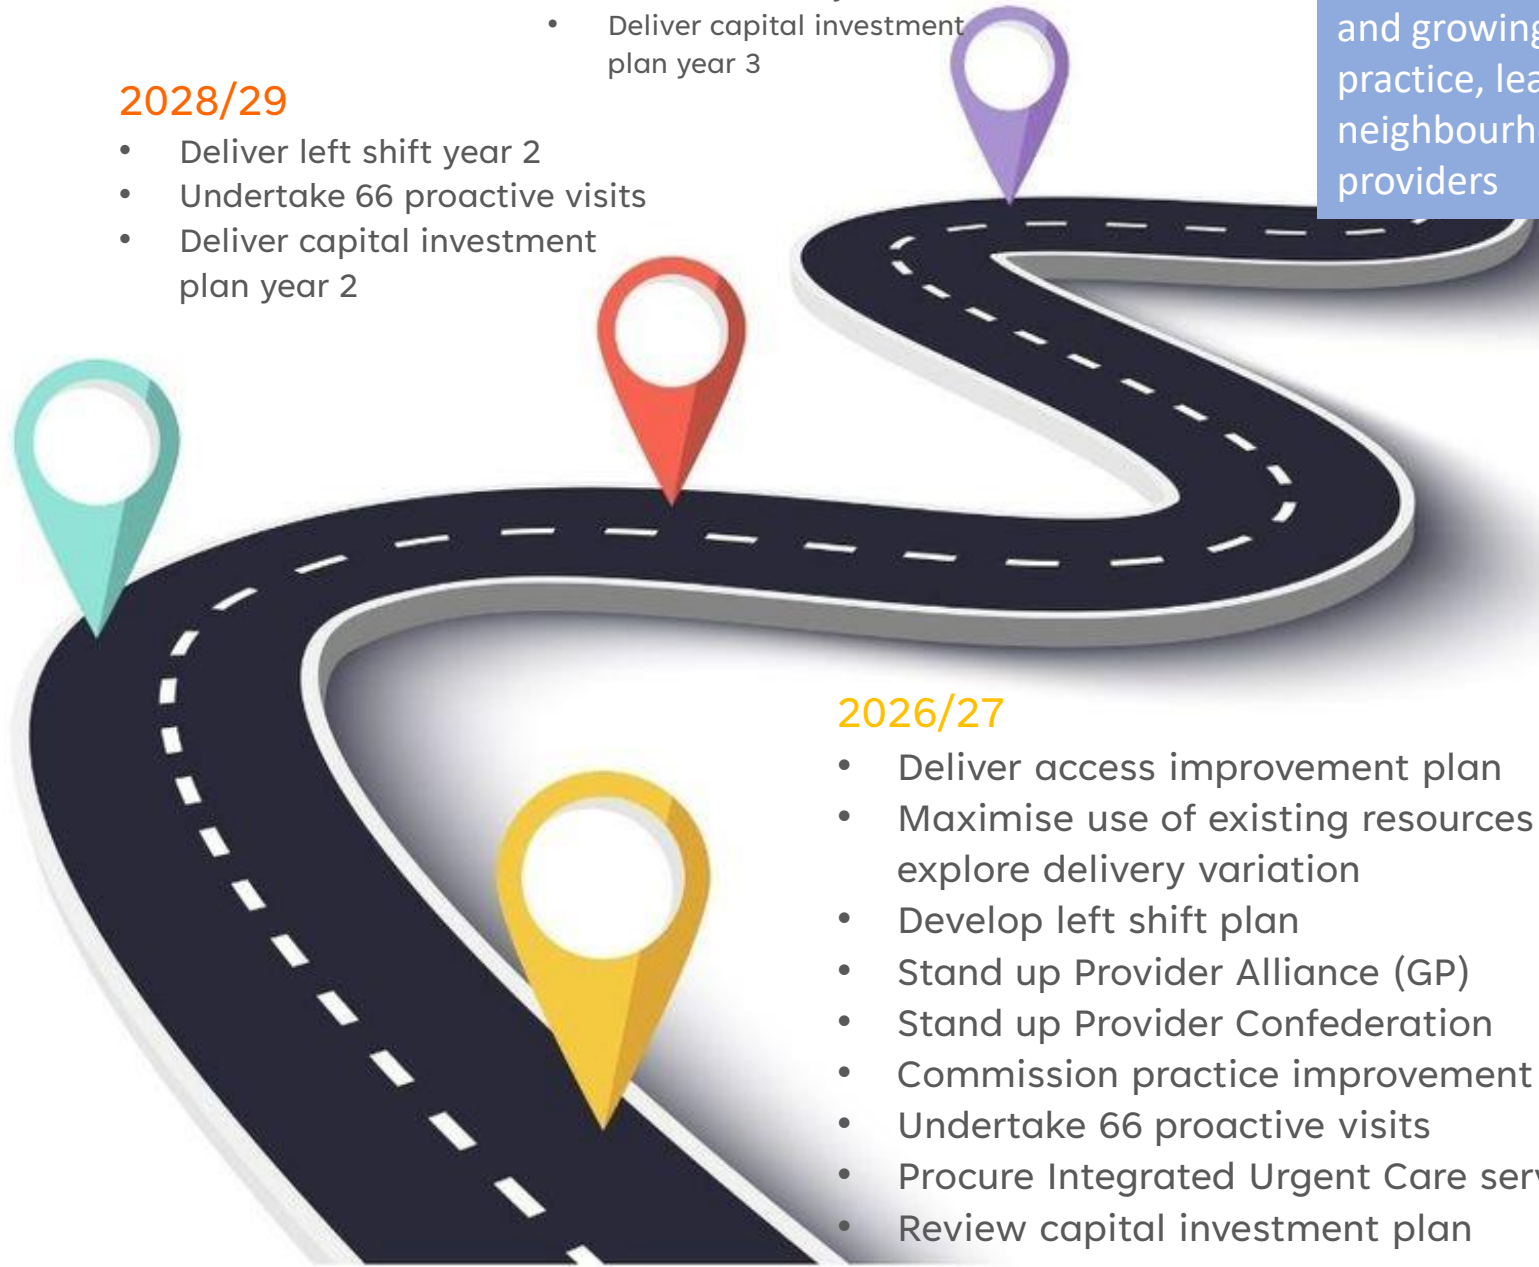 Deliver capital investment
plan year 3
and growing
practice,
neighbourh
providers
2028/29
• Deliver left shift year 2
• Undertake 66 proactive visits
• Deliver capital investment
plan year 2
2026/27
• Deliver access improvement plan
• Maximise use of existing resources
explore delivery variation
• Develop left shift plan
• Stand up Provider Alliance (GP)
• Stand up Provider Confederation
• Commission practice improvement
• Undertake 66 proactive visits
• Procure Integrated Urgent Care
• Review capital investment plan